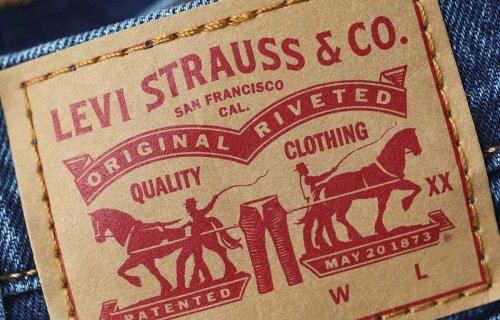 LEVI STRAUSS & CO.
SAN FRANCISCO
CAL.
ORIGINAL RIVETED
QUALITY CLOTHING
XX
PATENTED MAY 20 1873 ®
W L